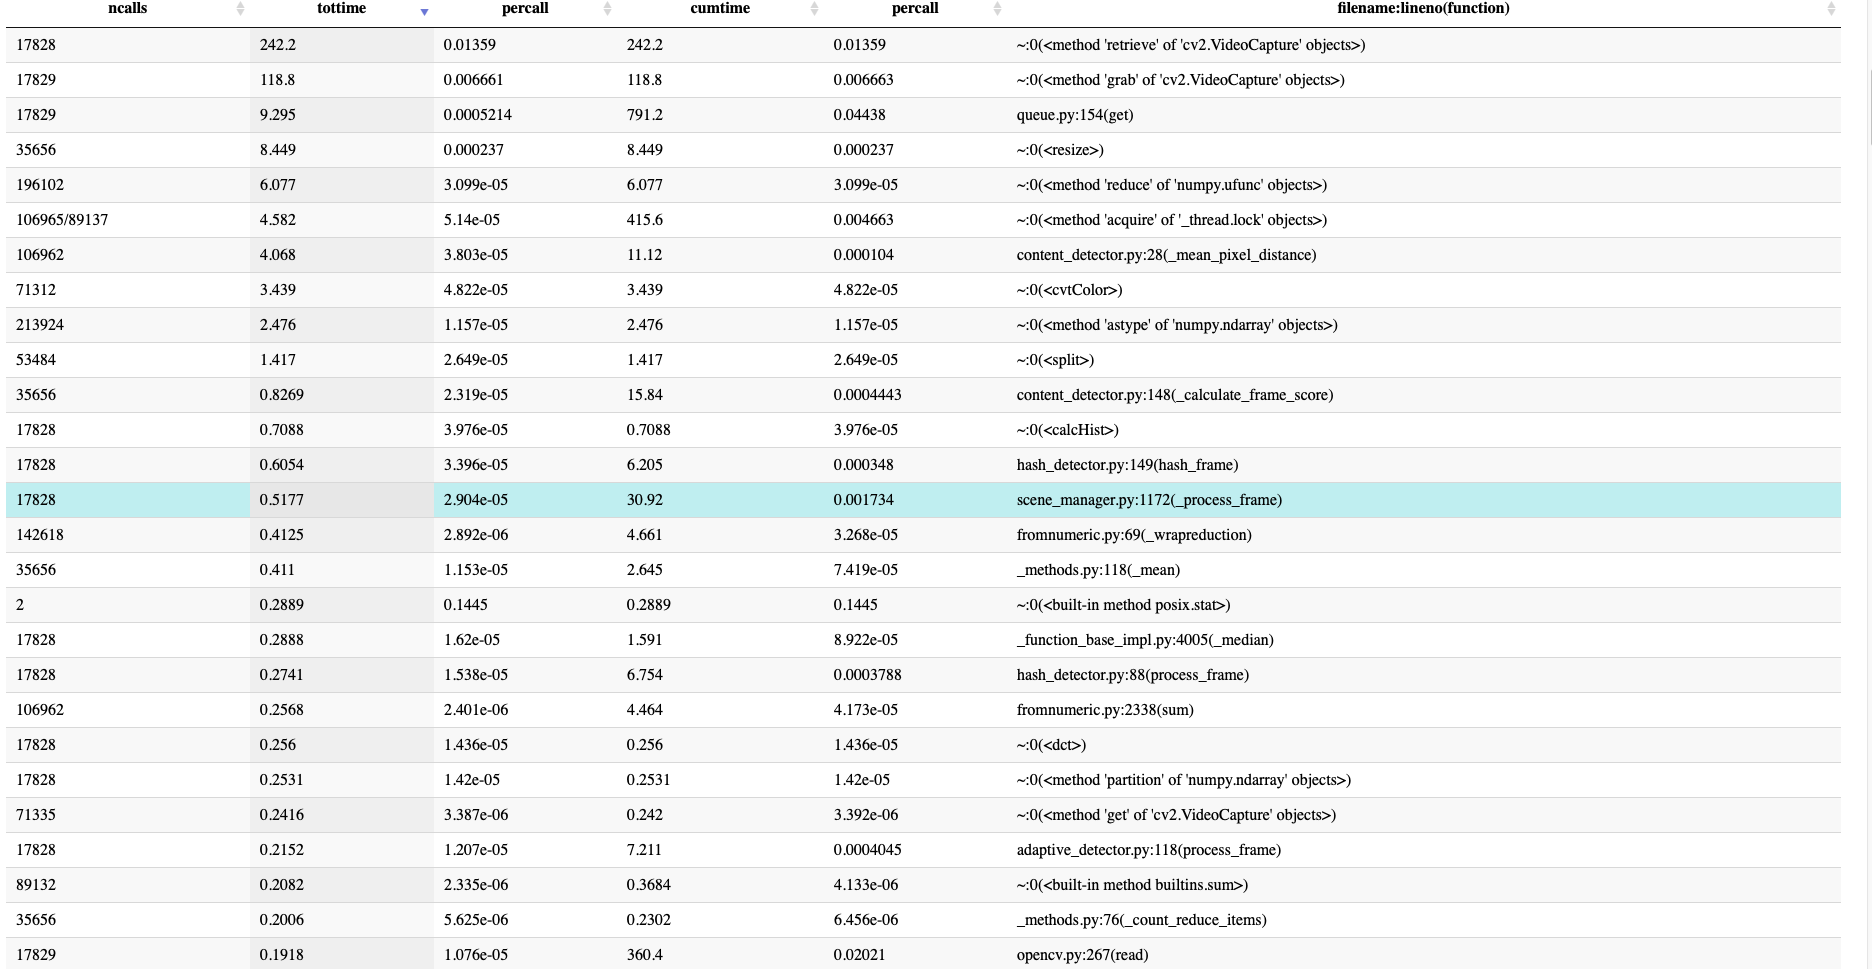 ncalls tottime percall cumtime percall filename:lineno(function)
17828 242.2 0.01359 242.2 0.01359 ~:0(<method 'retrieve' of 'cv2.VideoCapture' objects>)
17829 118.8 0.006661 118.8 0.006663 ~:0(<method 'grab' of 'cv2.VideoCapture' objects>)
17829 9.295 0.0005214 791.2 0.04438 queue.py:154(get)
35656 8.449 0.000237 8.449 0.000237 ~:0(<resize>)
196102 6.077 3.099e-05 6.077 3.099e-05 ~:0(<method 'reduce' of 'numpy.ufunc' objects>)
106965/89137 4.582 5.14e-05 415.6 0.004663 ~:0(<method 'acquire' of '_thread.lock' objects>)
106962 4.068 3.803e-05 11.12 0.000104 content_detector.py:28(_mean_pixel_distance)
71312 3.439 4.822e-05 3.439 4.822e-05 ~:0(<cvtColor>)
213924 2.476 1.157e-05 2.476 1.157e-05 ~:0(<method 'astype' of 'numpy.ndarray' objects>)
53484 1.417 2.649e-05 1.417 2.649e-05 ~:0(<split>)
35656 0.8269 2.319e-05 15.84 0.0004443 content_detector.py:148(_calculate_frame_score)
17828 0.7088 3.976e-05 0.7088 3.976e-05 ~:0(<calcHist>)
17828 0.6054 3.396e-05 6.205 0.000348 hash_detector.py:149(hash_frame)
17828 0.5177 2.904e-05 30.92 0.001734 scene_manager.py:1172(_process_frame)
142618 0.4125 2.892e-06 4.661 3.268e-05 fromnumeric.py:69(_wrapreduction)
35656 0.411 1.153e-05 2.645 7.419e-05 _methods.py:118(_mean)
2 0.2889 0.1445 0.2889 0.1445 ~:0(<built-in method posix.stat>)
17828 0.2888 1.62e-05 1.591 8.922e-05 _function_base_impl.py:4005(_median)
17828 0.2741 1.538e-05 6.754 0.0003788 hash_detector.py:88(process_frame)
106962 0.2568 2.401e-06 4.464 4.173e-05 fromnumeric.py:2338(sum)
17828 0.256 1.436e-05 0.256 1.436e-05 ~:0(<dct>)
17828 0.2531 1.42e-05 0.2531 1.42e-05 ~:0(<method 'partition' of 'numpy.ndarray' objects>)
71335 0.2416 3.387e-06 0.242 3.392e-06 ~:0(<method 'get' of 'cv2.VideoCapture' objects>)
17828 0.2152 1.207e-05 7.211 0.0004045 adaptive_detector.py:118(process_frame)
89132 0.2082 2.335e-06 0.3684 4.133e-06 ~:0(<built-in method builtins.sum>)
35656 0.2006 5.625e-06 0.2302 6.456e-06 _methods.py:76(_count_reduce_items)
17829 0.1918 1.076e-05 360.4 0.02021 opencv.py:267(read)